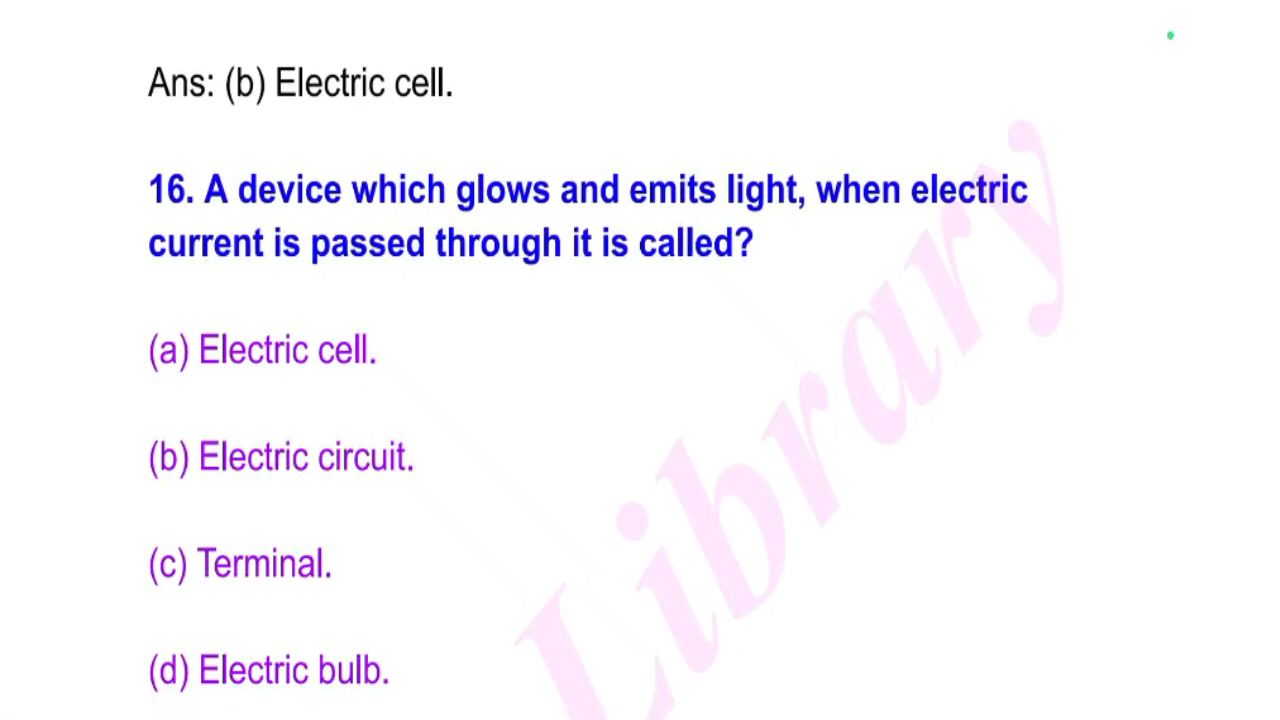 Ans: (b) Electric cell.
16. A device which glows and emits light, when electric
current is passed through it is called?
(a) Electric cell.
(b) Electric circuit.
(c) Terminal.
(d) Electric bulb.
Library